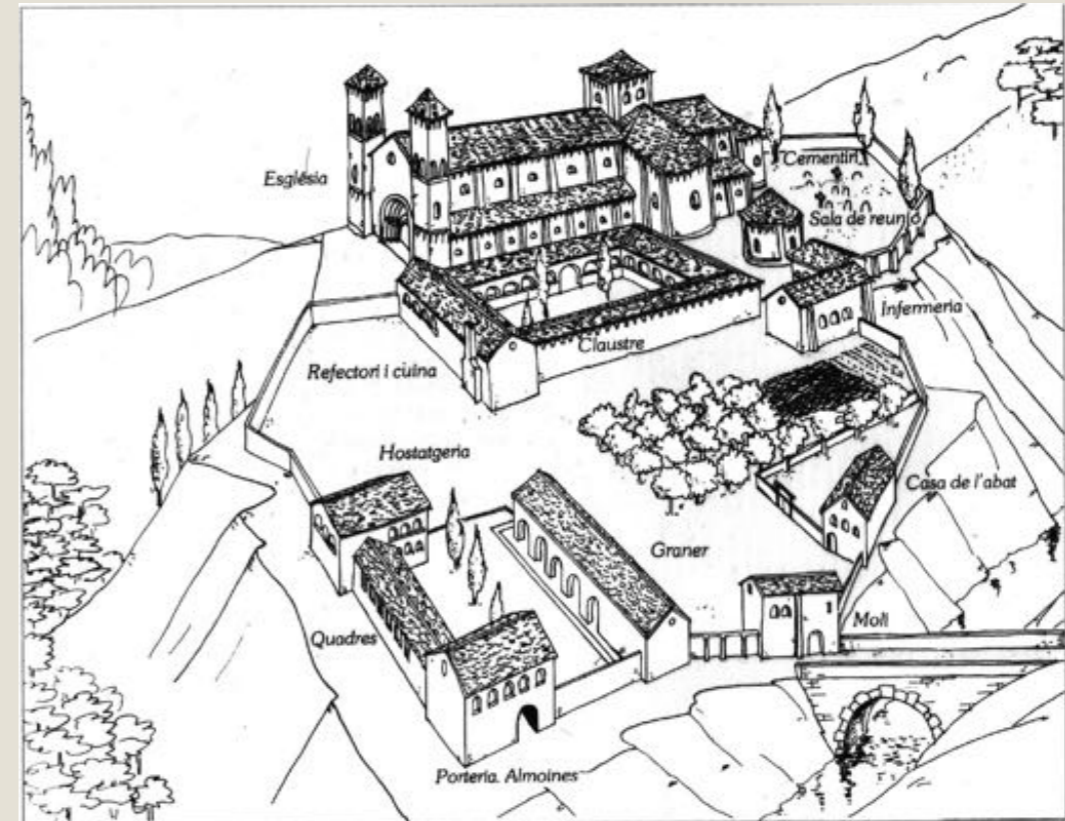 Església
Cementiri
Sala de reunió
Infermeria
Claustre
Refectori i cuina
Hostatgeria
Casa de l'abat
Graner
Molí
Quadres
Porteria. Almoines